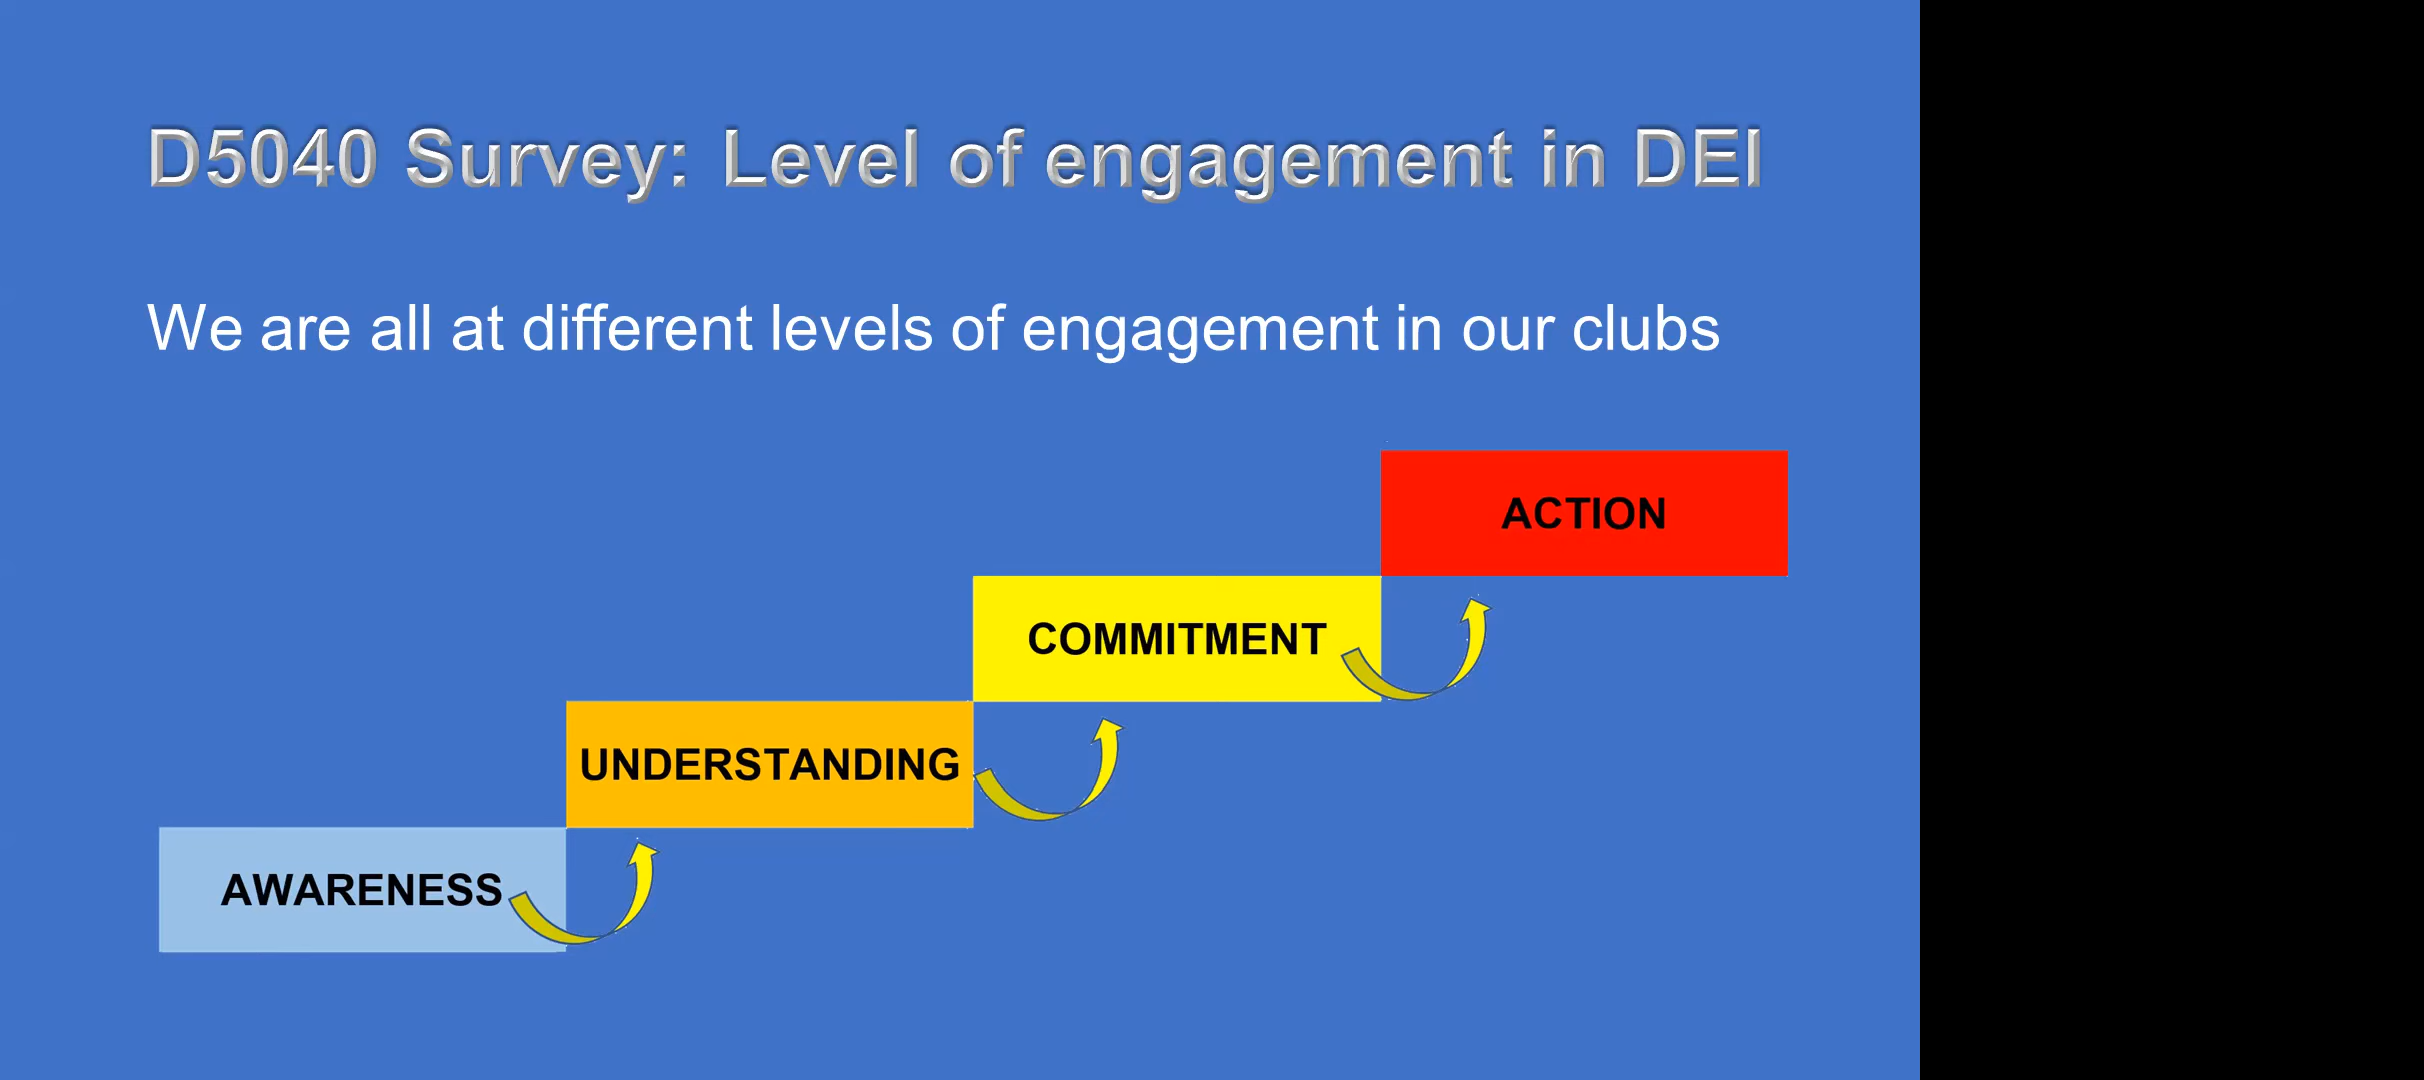 D5040 Survey: Level of engagement in DEI
We are all at different levels of engagement in our clubs
ACTION
COMMITMENT
UNDERSTANDING
AWARENESS